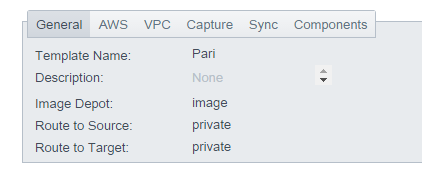 General AWS VPC Capture Sync Components
Template Name: Pari
Description: None
Image Depot: image
Route to Source: private
Route to Target: private